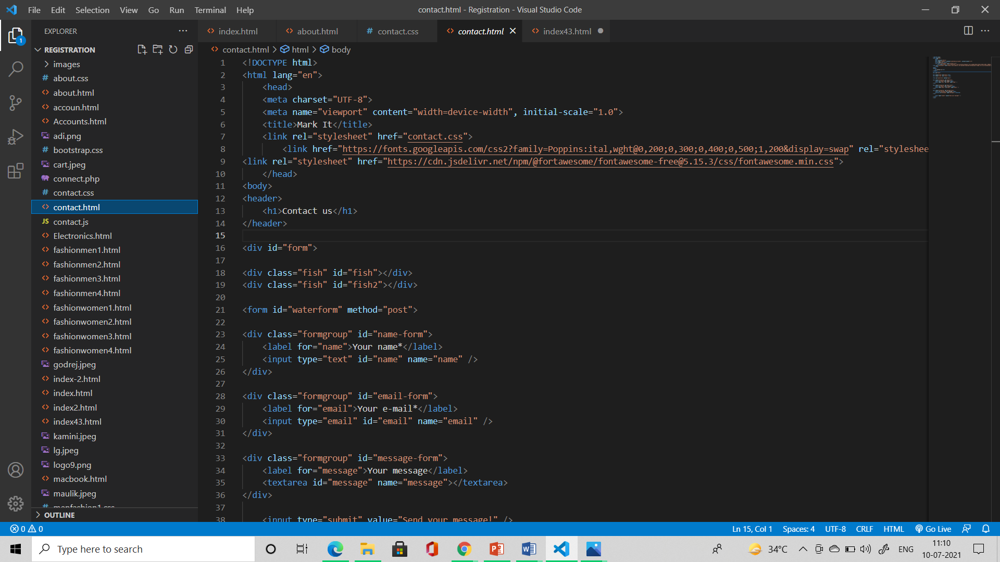 File Edit Selection View Go Run Terminal Help
contact.html - Registration - Visual Studio Code
EXPLORER
REGISTRATION
images
about.css
about.html
accoun.html
Accounts.html
adi.png
bootstrap.css
cart.jpeg
connect.php
contact.css
contact.html
contact.js
Electronics.html
fashionmen1.html
fashionmen2.html
fashionmen3.html
fashionmen4.html
fashionwomen1.html
fashionwomen2.html
fashionwomen3.html
fashionwomen4.html
godrej.jpeg
index-2.html
index.html
index2.html
index43.html
kamini.jpeg
lg.jpeg
logo9.png
macbook.html
maulik.jpeg
menfashion1.css
OUTLINE
index.html about.html contact.css contact.html index43.html
contact.html > html > body
1 <!DOCTYPE html>
2 <html lang="en">
3 <head>
4 <meta charset="UTF-8">
5 <meta name="viewport" content="width=device-width", initial-scale="1.0">
6 <title>Mark It</title>
7 <link rel="stylesheet" href="contact.css">
8 <link href="https://fonts.googleapis.com/css2?family=Poppins:ital,wght@0,200;0,300;0,400;0,500;1,200&display=swap" rel="styleshee
9 <link rel="stylesheet" href="https://cdn.jsdelivr.net/npm/@fortawesome/fontawesome-free@5.15.3/css/fontawesome.min.css">
10 </head>
11 <body>
12 <header>
13 <h1>Contact us</h1>
14 </header>
15
16 <div id="form">
17
18 <div class="fish" id="fish"></div>
19 <div class="fish" id="fish2"></div>
20
21 <form id="waterform" method="post">
22
23 <div class="formgroup" id="name-form">
24 <label for="name">Your name*</label>
25 <input type="text" id="name" name="name" />
26 </div>
27
28 <div class="formgroup" id="email-form">
29 <label for="email">Your e-mail*</label>
30 <input type="email" id="email" name="email" />
31 </div>
32
33 <div class="formgroup" id="message-form">
34 <label for="message">Your message</label>
35 <textarea id="message" name="message"></textarea>
36 </div>
37
38 <input type="submit" value="Send your message!" />
0 0 Ln 15, Col 1 Spaces: 4 UTF-8 CRLF HTML Go Live
Type here to search
34°C ENG
11:10
10-07-2021